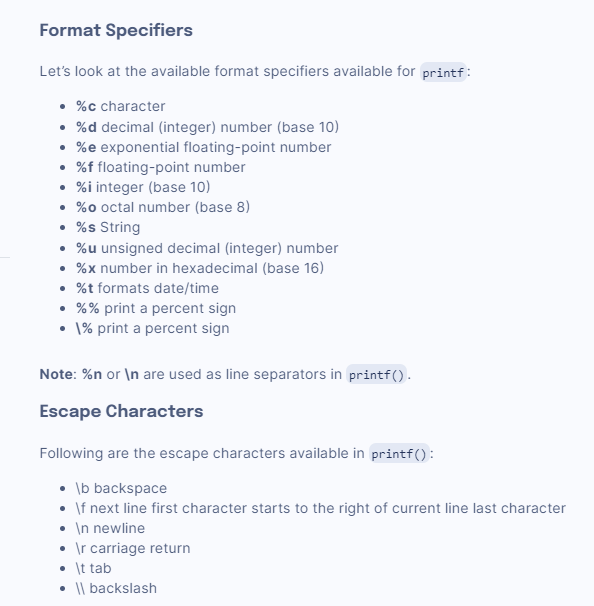 Format Specifiers
Let's look at the available format specifiers available for printf:
• %c character
• %d decimal (integer) number (base 10)
• %e exponential floating-point number
• %f floating-point number
• %i integer (base 10)
• %o octal number (base 8)
• %s String
• %u unsigned decimal (integer) number
• %x number in hexadecimal (base 16)
• %t formats date/time
• %% print a percent sign
• \% print a percent sign
Note: %n or \n are used as line separators in printf().
Escape Characters
Following are the escape characters available in printf():
• \b backspace
• \f next line first character starts to the right of current line last character
• \n newline
• \r carriage return
• \t tab
• \\ backslash